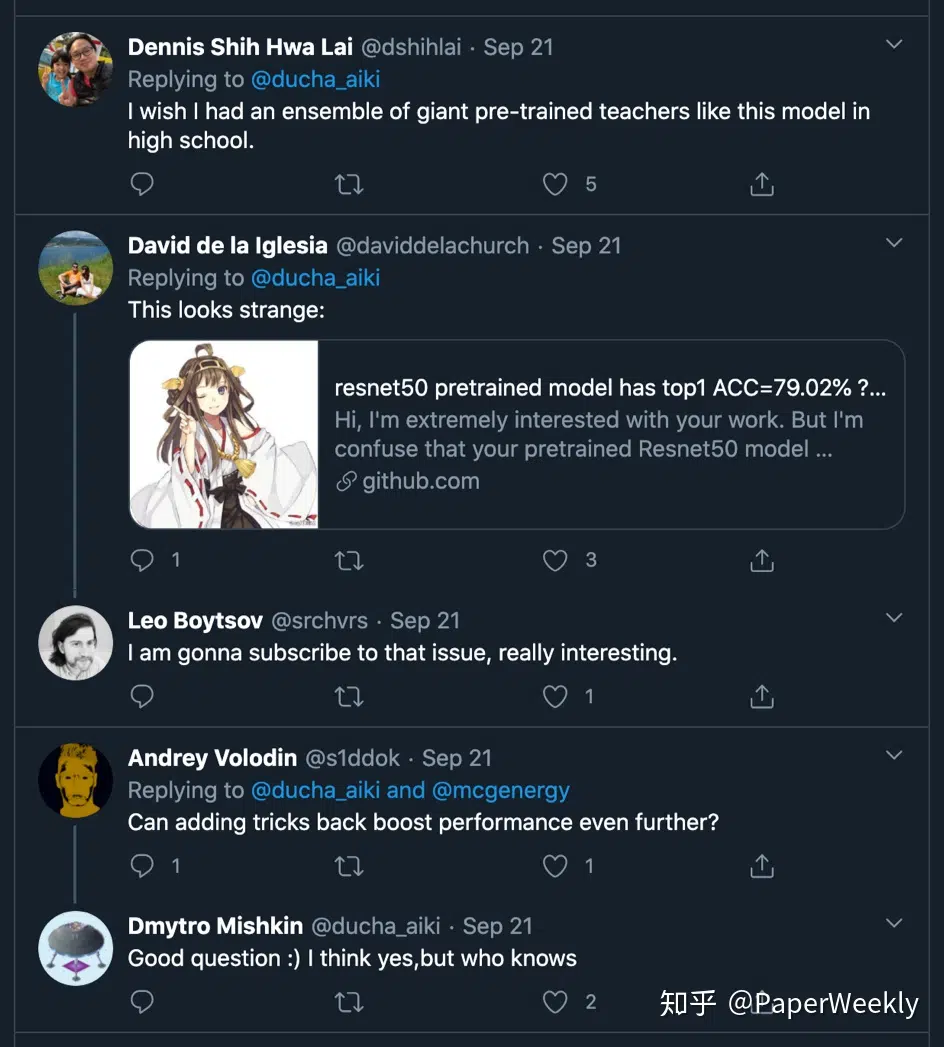 Dennis Shih Hwa Lai @dshihlai · Sep 21
Replying to @ducha_aiki
I wish I had an ensemble of giant pre-trained teachers like this model in
high school.
5
David de la Iglesia @daviddelachurch · Sep 21
Replying to @ducha_aiki
This looks strange:
resnet50 pretrained model has top1 ACC=79.02% ?...
Hi, I'm extremely interested with your work. But I'm
confuse that your pretrained Resnet50 model ...
github.com
1 3
Leo Boytsov @srchvrs · Sep 21
I am gonna subscribe to that issue, really interesting.
1
Andrey Volodin @s1ddok · Sep 21
Replying to @ducha_aiki and @mcgenergy
Can adding tricks back boost performance even further?
1 1
Dmytro Mishkin @ducha_aiki · Sep 21
Good question :) I think yes,but who knows
2
知乎 @PaperWeekly